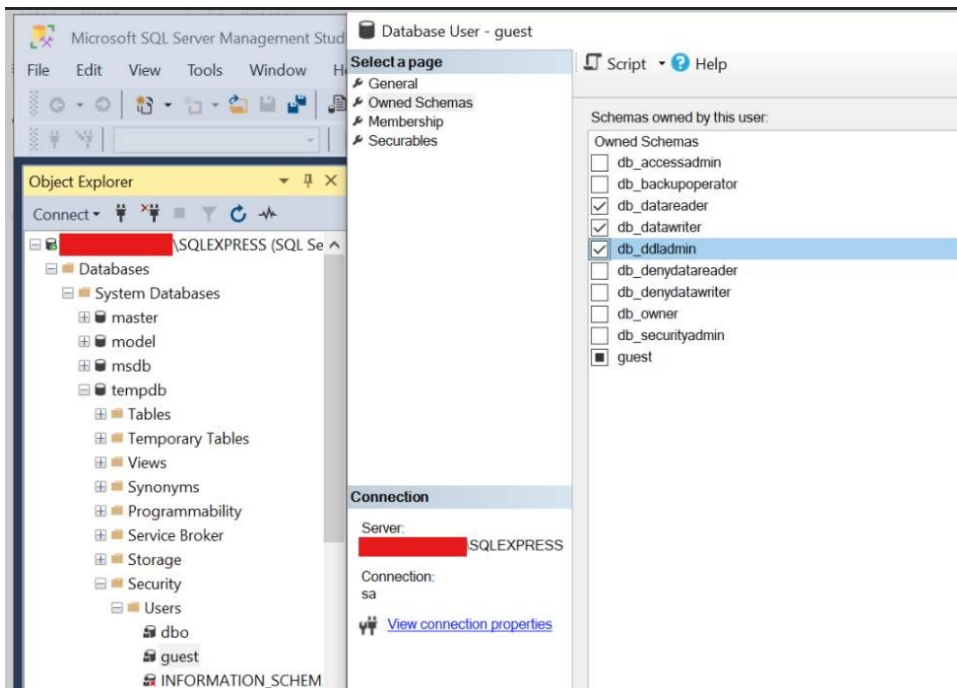 Microsoft SQL Server Management Stud
File Edit View Tools Window H
Object Explorer
Connect
\SQLEXPRESS (SQL Se
Databases
System Databases
master
model
msdb
tempdb
Tables
Temporary Tables
Views
Synonyms
Programmability
Service Broker
Storage
Security
Users
dbo
guest
INFORMATION_SCHEM
Database User - guest
Select a page
General
Owned Schemas
Membership
Securables
Connection
Server:
\SQLEXPRESS
Connection:
sa
View connection properties
Script Help
Schemas owned by this user:
Owned Schemas
db_accessadmin
db_backupoperator
db_datareader
db_datawriter
db_ddladmin
db_denydatareader
db_denydatawriter
db_owner
db_securityadmin
guest